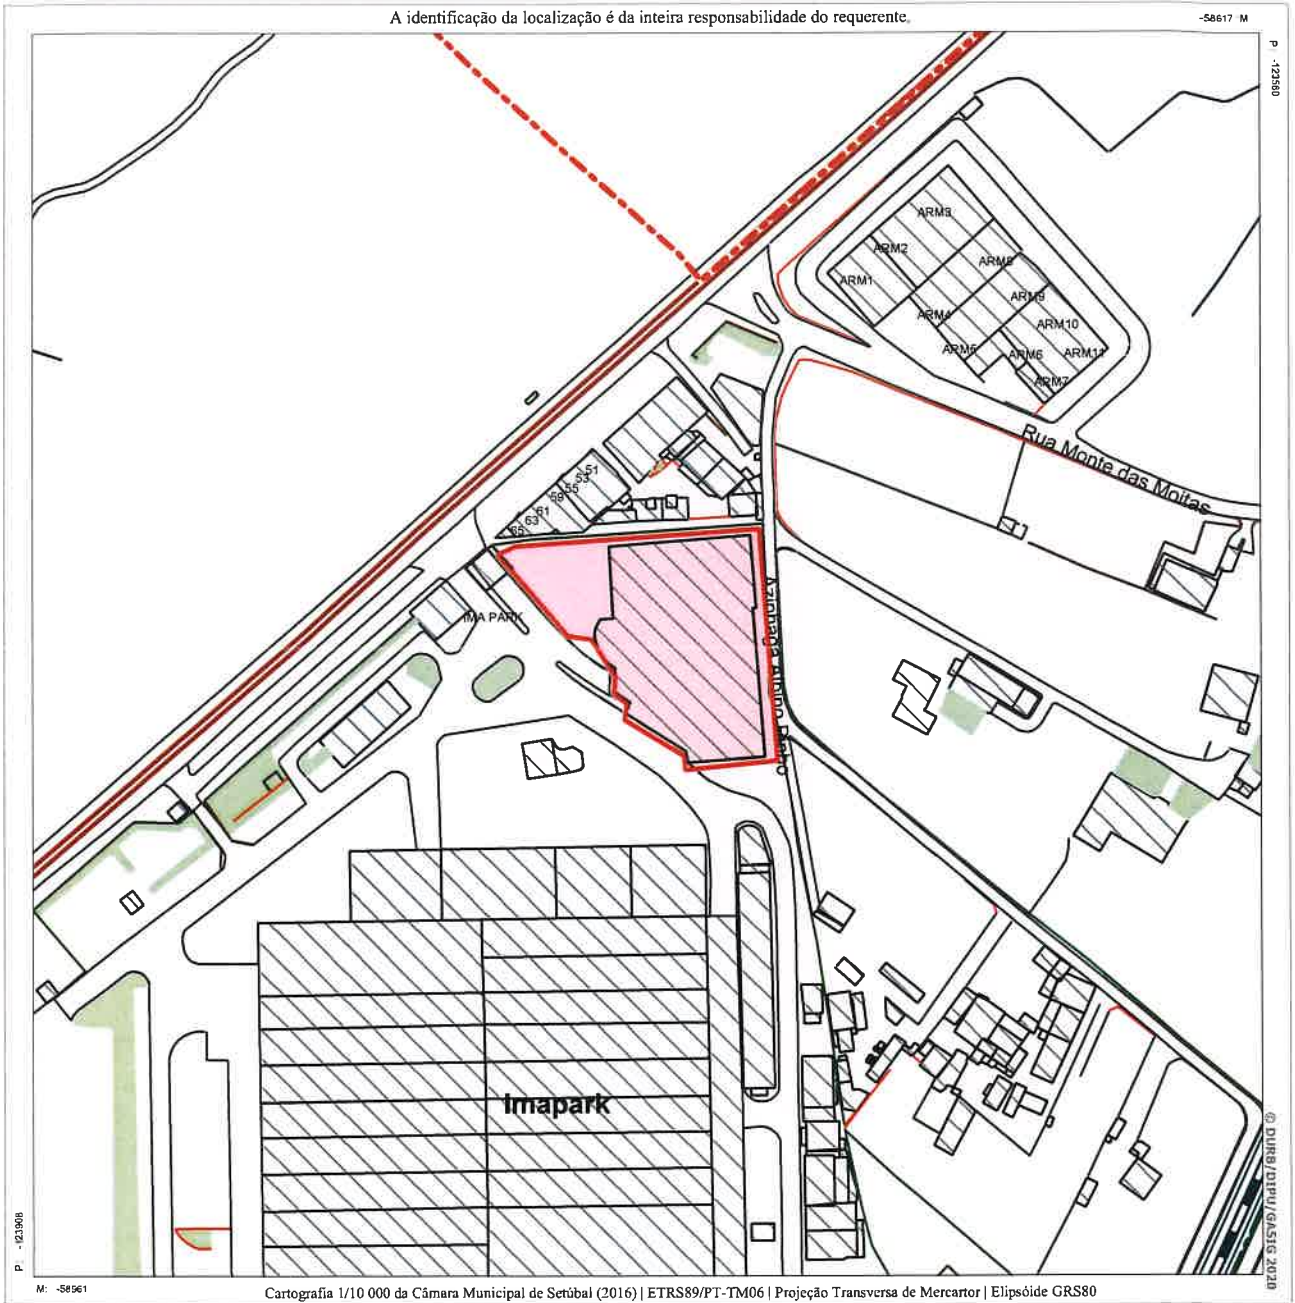 A identificação da localização é da inteira responsabilidade do requerente.
-58617 M
P: -123560
ARM3
ARM2
ARM1
ARM8
ARM9
ARM4
ARM10
ARM5
ARM6
ARM11
ARM7
Rua Monte das Moitas
51
53
55
59
61
63
65
IMA PARK
Imapark
© DURB/DIPU/GASIG 2020
P: -123908
M: -58961
Cartografia 1/10 000 da Câmara Municipal de Setúbal (2016) | ETRS89/PT-TM06 | Projeção Transversa de Mercartor | Elipsóide GRS80